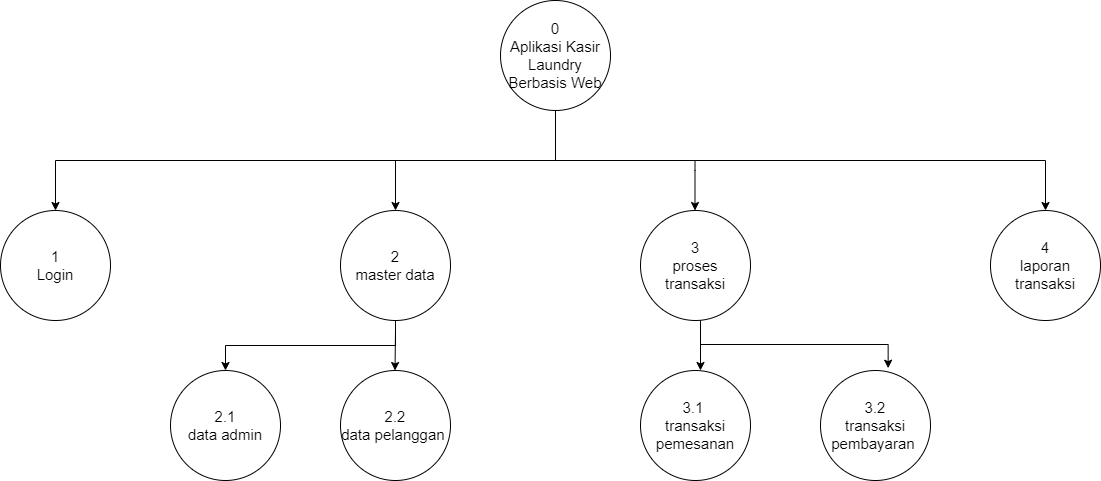 0
Aplikasi Kasir
Laundry
Berbasis Web
1
Login
2
master data
3
proses
transaksi
4
laporan
transaksi
2.1
data admin
2.2
data pelanggan
3.1
transaksi
pemesanan
3.2
transaksi
pembayaran